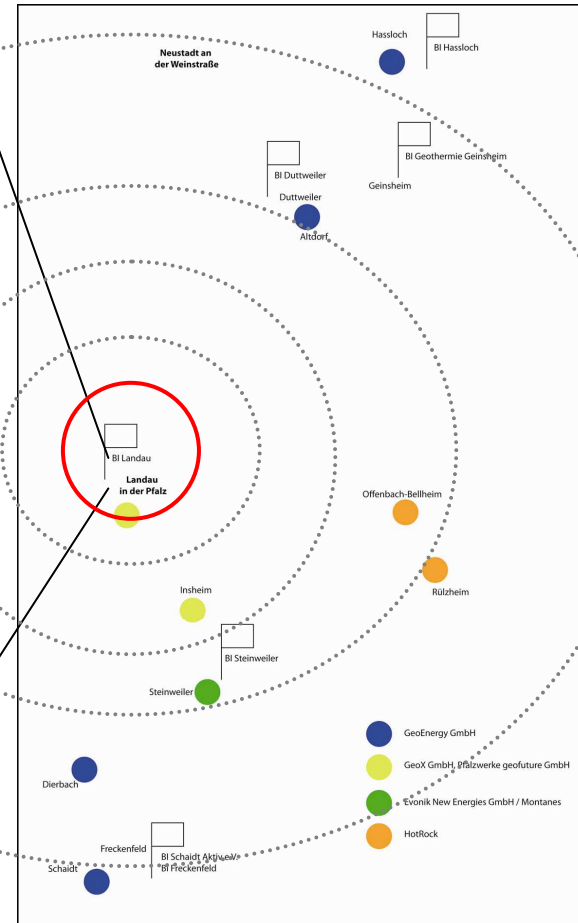 Hassloch
BI Hassloch
Neustadt an
der Weinstraße
BI Geothermie Geinsheim
Geinsheim
BI Duttweiler
Duttweiler
Altdorf
BI Landau
Landau
in der Pfalz
Offenbach-Bellheim
Rülzheim
Insheim
BI Steinweiler
Steinweiler
GeoEnergy GmbH
GeoX GmbH, Pfalzwerke geofuture GmbH
Evonik New Energies GmbH / Montanes
HotRock
Dierbach
Freckenfeld
BI Schaidt Aktiv e.V.
BI Freckenfeld
Schaidt